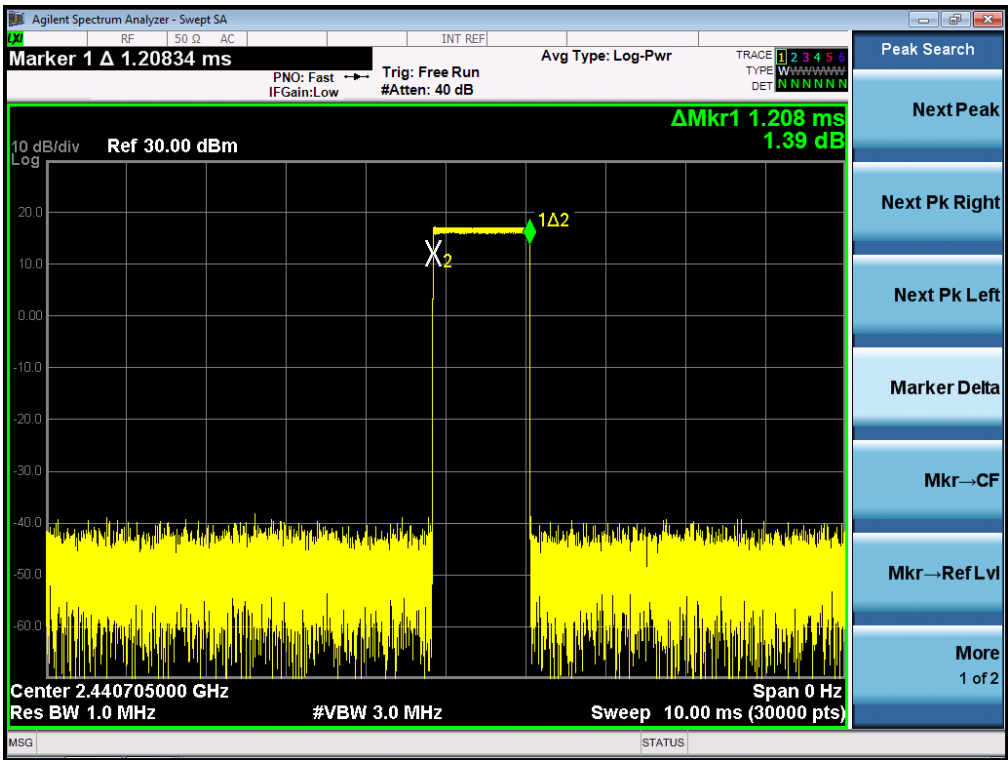 Agilent Spectrum Analyzer - Swept SA
LXI RF 50 Ω AC INT REF
Marker 1 Δ 1.20834 ms
PNO: Fast
IFGain:Low
Trig: Free Run
#Atten: 40 dB
Avg Type: Log-Pwr
TRACE 1 2 3 4 5 6
TYPE WWWWWW
DET N N N N N N
ΔMkr1 1.208 ms
1.39 dB
10 dB/div Ref 30.00 dBm
Log
20.0
10.0
0.00
-10.0
-20.0
-30.0
-40.0
-50.0
-60.0
1Δ2
2
Center 2.440705000 GHz Span 0 Hz
Res BW 1.0 MHz #VBW 3.0 MHz Sweep 10.00 ms (30000 pts)
MSG STATUS
Peak Search
Next Peak
Next Pk Right
Next Pk Left
Marker Delta
Mkr→CF
Mkr→Ref Lvl
More
1 of 2